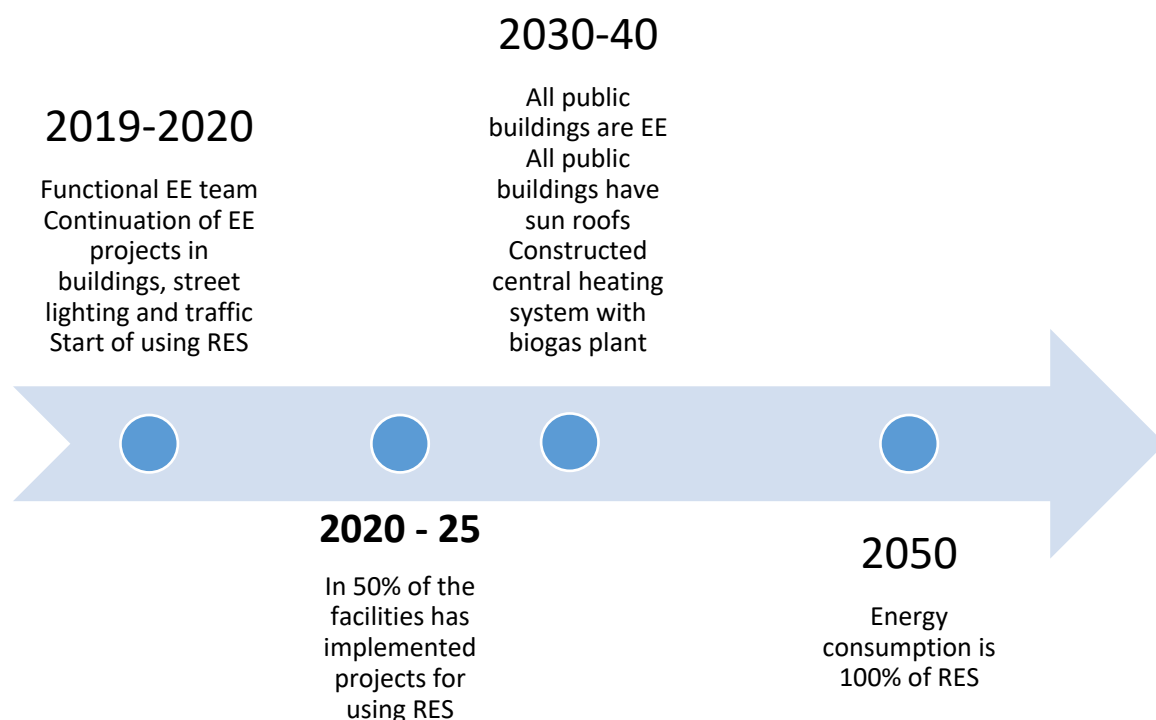 2019-2020
Functional EE team
Continuation of EE
projects in
buildings, street
lighting and traffic
Start of using RES
2020 - 25
In 50% of the
facilities has
implemented
projects for
using RES
2030-40
All public
buildings are EE
All public
buildings have
sun roofs
Constructed
central heating
system with
biogas plant
2050
Energy
consumption is
100% of RES